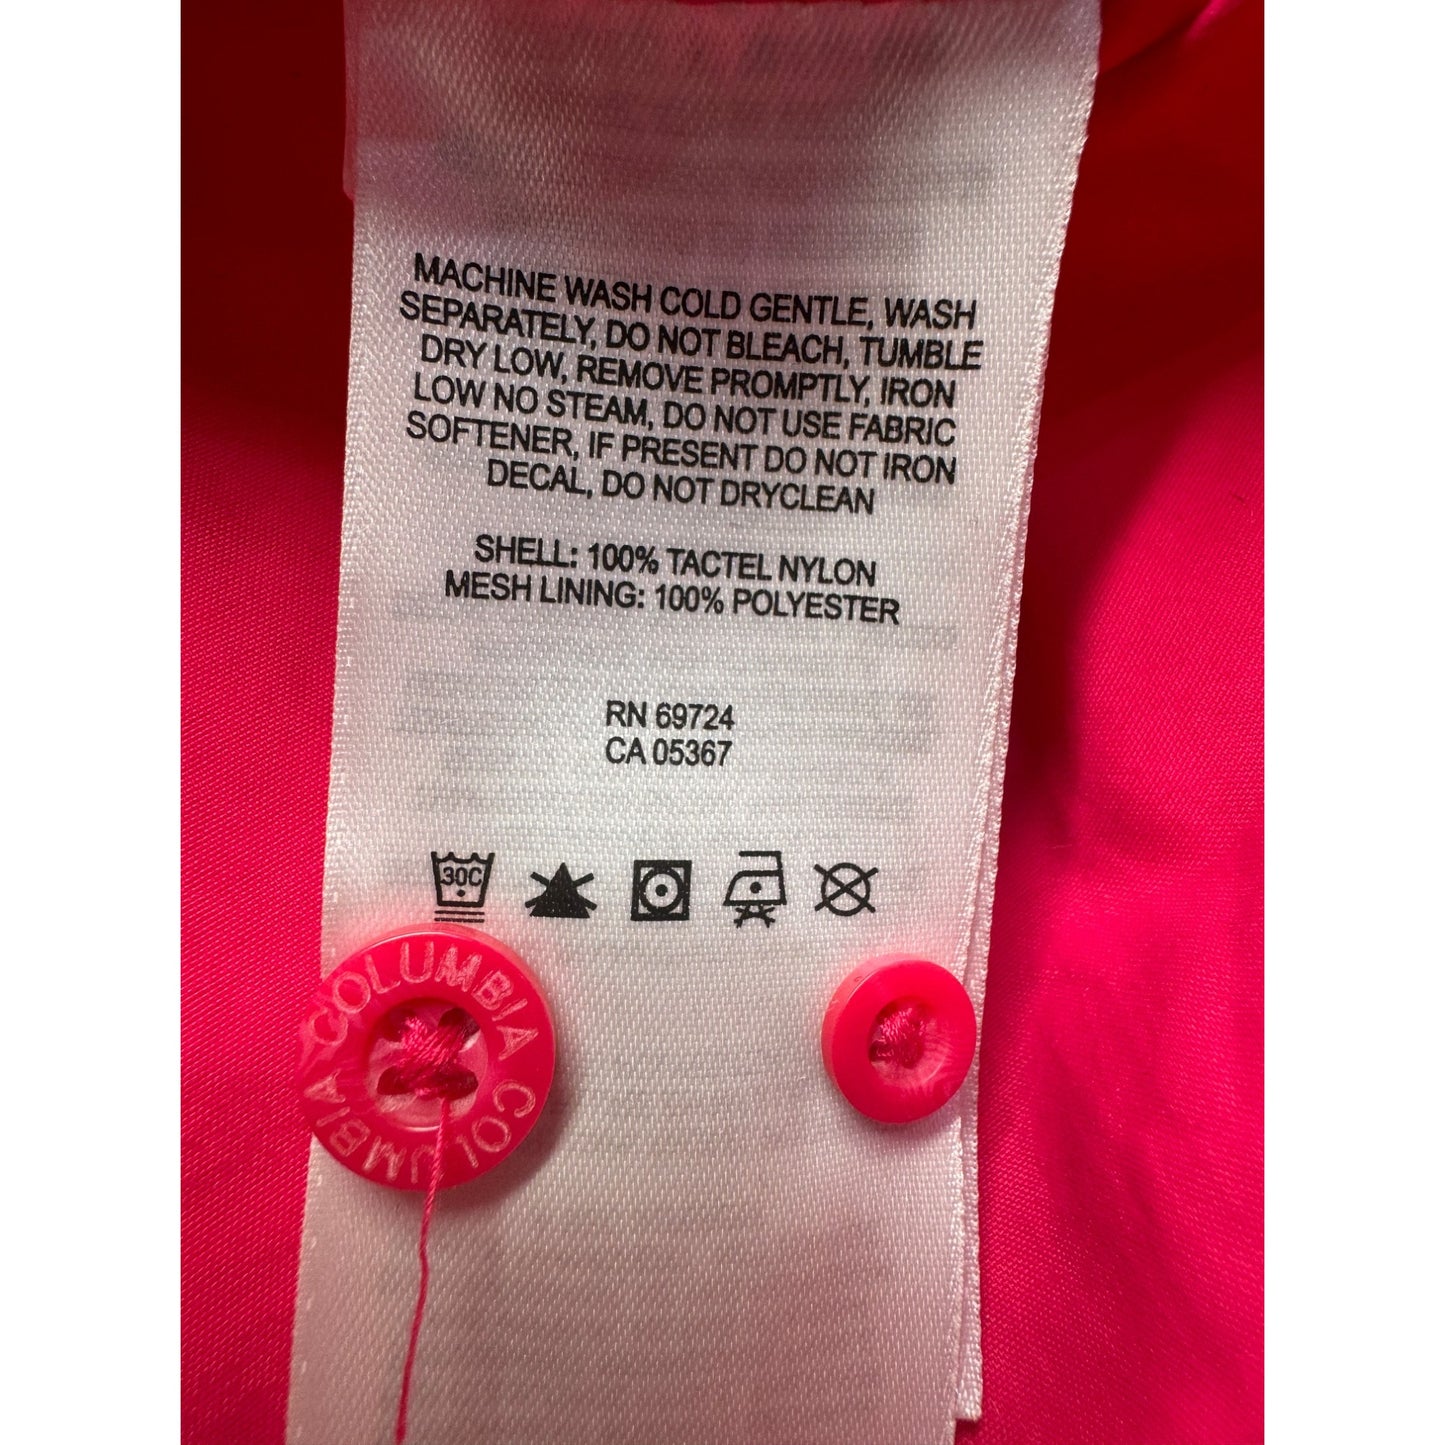 MACHINE WASH COLD GENTLE, WASH
SEPARATELY, DO NOT BLEACH, TUMBLE
DRY LOW, REMOVE PROMPTLY, IRON
LOW NO STEAM, DO NOT USE FABRIC
SOFTENER, IF PRESENT DO NOT IRON
DECAL, DO NOT DRYCLEAN
SHELL: 100% TACTEL NYLON
MESH LINING: 100% POLYESTER
RN 69724
CA 05367
30C
COLUMBIA COLUMBIA